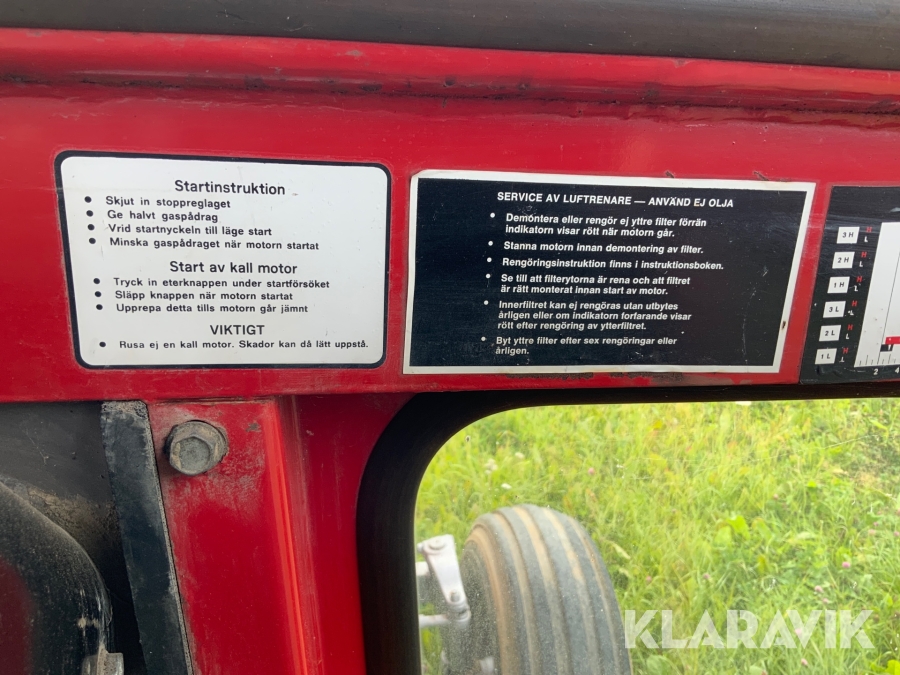 Startinstruktion
• Skjut in stoppreglaget
• Ge halvt gaspådrag
• Vrid startnyckeln till läge start
• Minska gaspådraget när motorn startat
Start av kall motor
• Tryck in eterknappen under startförsöket
• Släpp knappen när motorn startat
• Upprepa detta tills motorn går jämnt
VIKTIGT
• Rusa ej en kall motor. Skador kan då lätt uppstå.
SERVICE AV LUFTRENARE — ANVÄND EJ OLJA
• Demontera eller rengör ej yttre filter förrän
indikatorn visar rött när motorn går.
• Stanna motorn innan demontering av filter.
• Rengöringsinstruktion finns i instruktionsboken.
• Se till att filterytorna är rena och att filtret
är rätt monterat innan start av motor.
• Innerfiltret kan ej rengöras utan utbytes
årligen eller om indikatorn forfarande visar
rött efter rengöring av ytterfiltret.
• Byt yttre filter efter sex rengöringar eller
årligen.
3 H H L
2 H H L
1 H H L
3 L H L
2 L H L
1 L H L
2 4
KLARAVIK